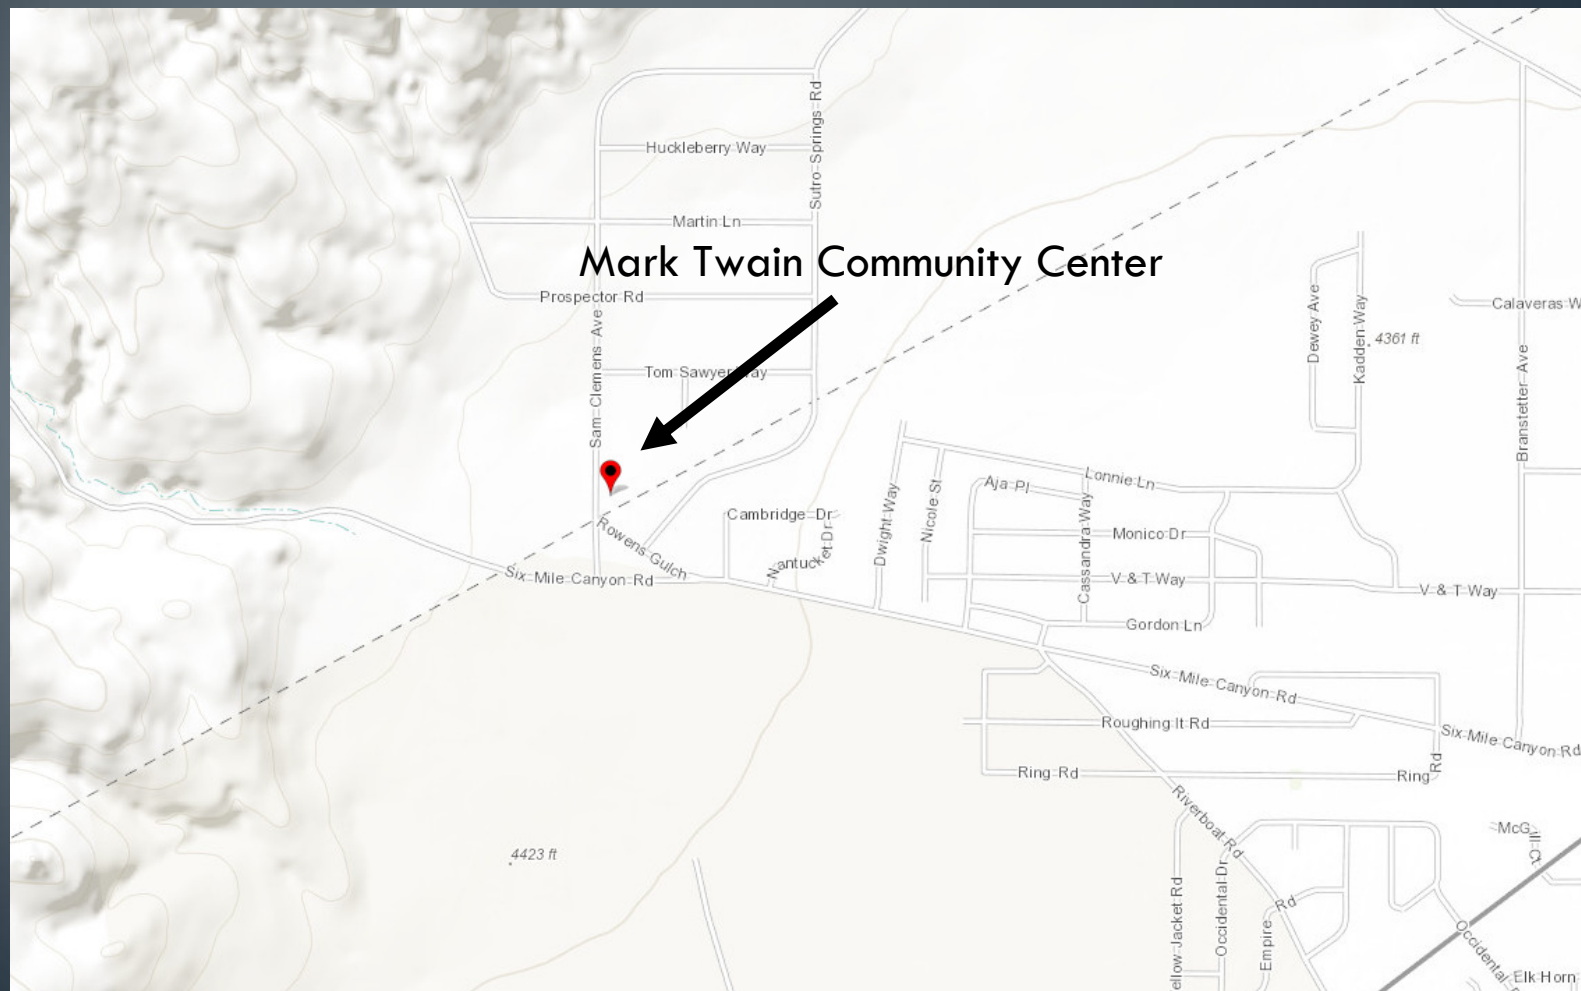 Huckleberry Way
Sutro Springs Rd
Martin Ln
Mark Twain Community Center
Prospector Rd
Sam Clemens Ave
Tom Sawyer Way
Dewey Ave
Kadden Way
4361 ft
Calaveras W
Branstetter Ave
Lonnie Ln
Aja Pl
Cassandra Way
Nicole St
Dwight Way
Cambridge Dr
Nantucket Dr
Rowens Gulch
Six Mile Canyon Rd
Monico Dr
V & T Way
V & T Way
Gordon Ln
Six Mile Canyon Rd
Roughing It Rd
Six Mile Canyon Rd
Ring Rd
Ring Rd
Riverboat Rd
McGill Ct
4423 ft
ellow Jacket Rd
Occidental Dr
Empire Rd
Occidental
Elk Horn